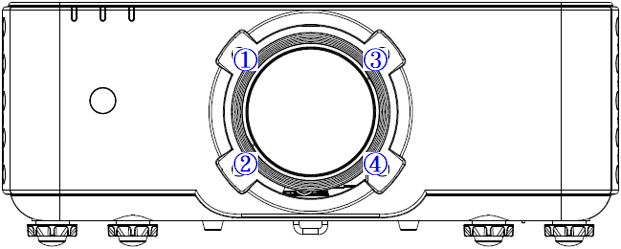 ① ③
② ④